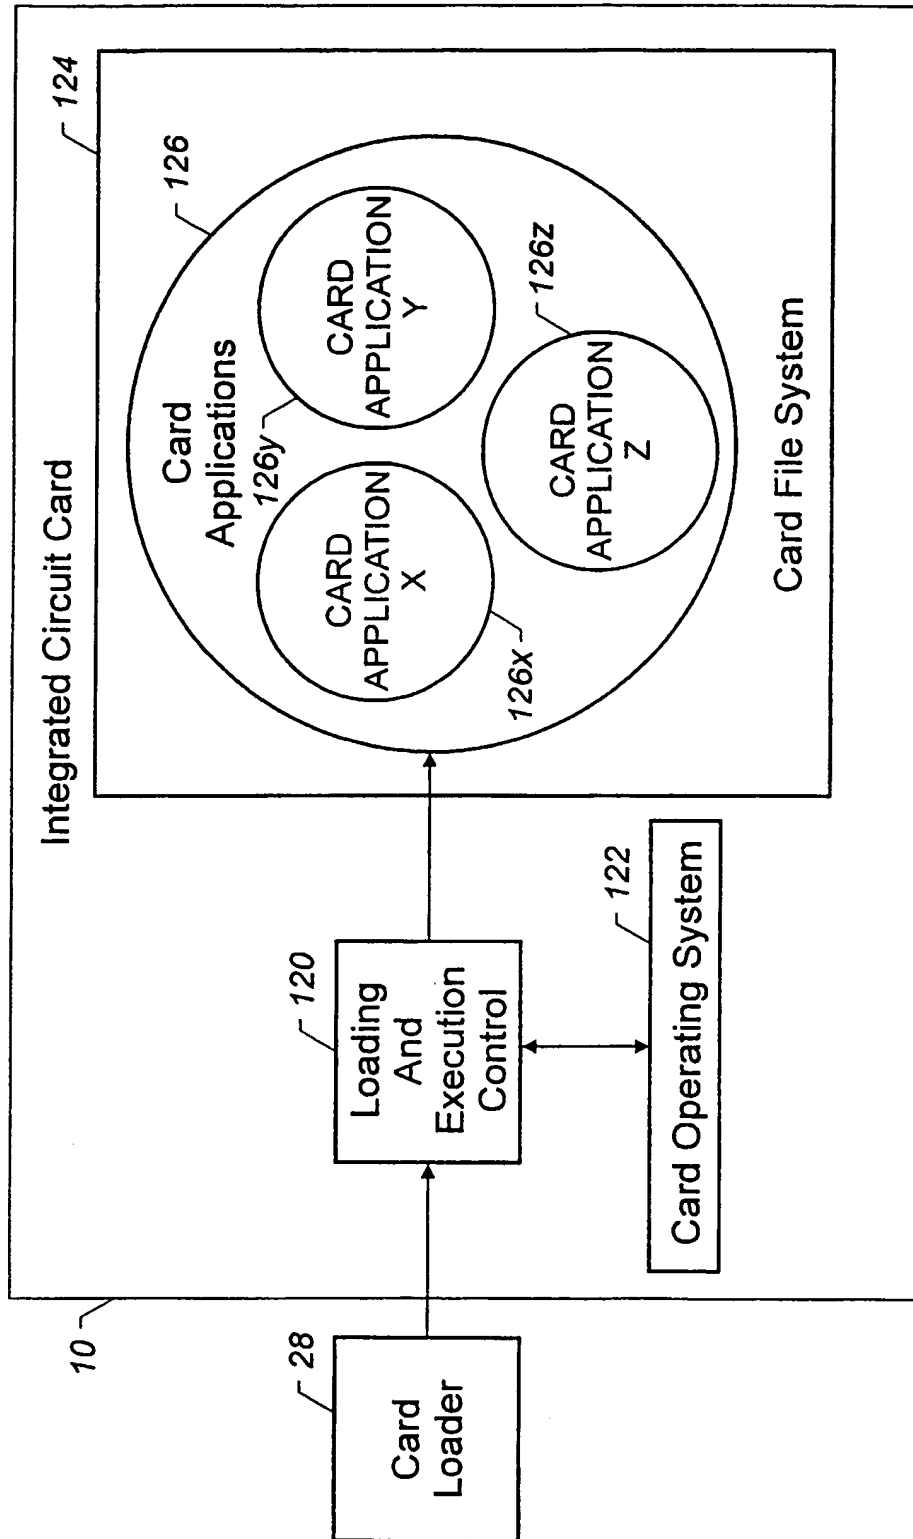 Integrated Circuit Card
10
124
126
Card
Applications
126y
CARD
APPLICATION
Y
CARD
APPLICATION
X
126x
126z
CARD
APPLICATION
Z
Card File System
28
Card
Loader
120
Loading
And
Execution
Control
122
Card Operating System